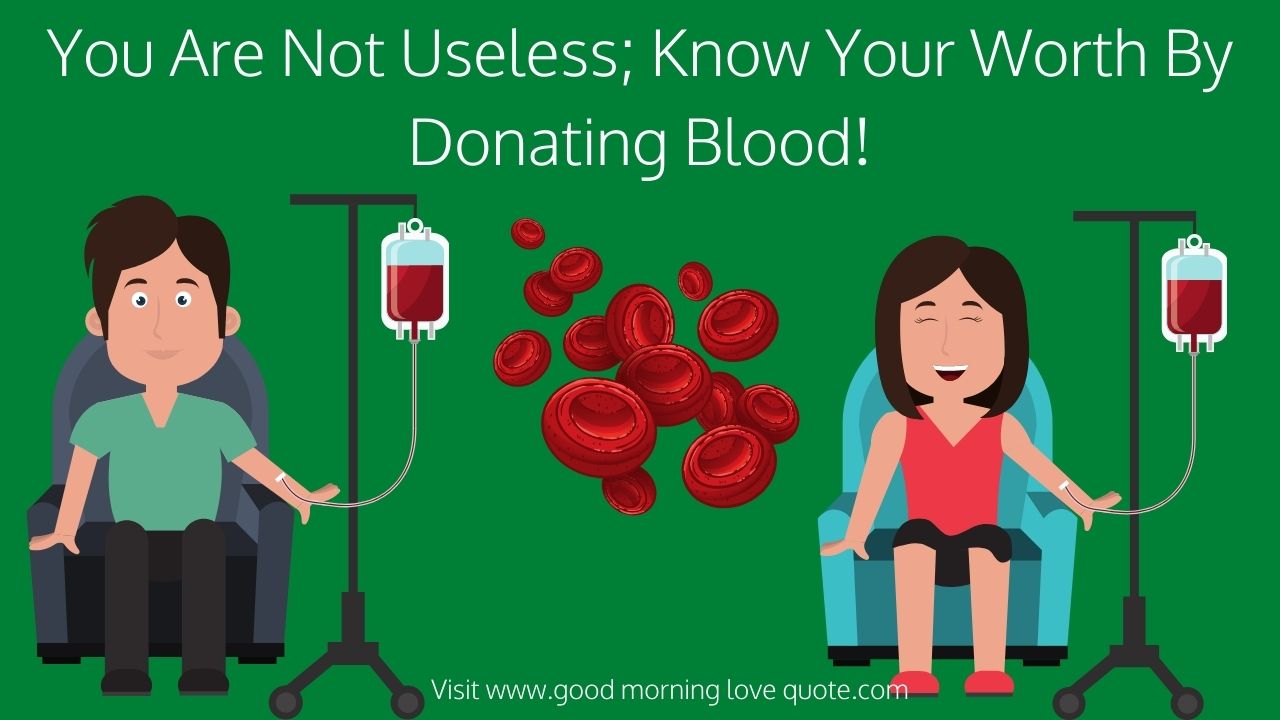 You Are Not Useless; Know Your Worth By
Donating Blood!
Visit www.good morning love quote.com